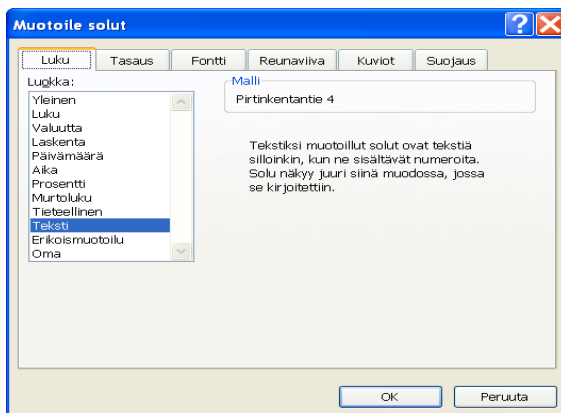 Muotoile solut
Luku Tasaus Fontti Reunaviiva Kuviot Suojaus
Luokka:
Yleinen
Luku
Valuutta
Laskenta
Päivämäärä
Aika
Prosentti
Murtoluku
Tieteellinen
Teksti
Erikoismuotoilu
Oma
Malli
Pirtinkentantie 4
Tekstiksi muotoillut solut ovat tekstiä
silloinkin, kun ne sisältävät numeroita.
Solu näkyy juuri siinä muodossa, jossa
se kirjoitettiin.
OK Peruuta